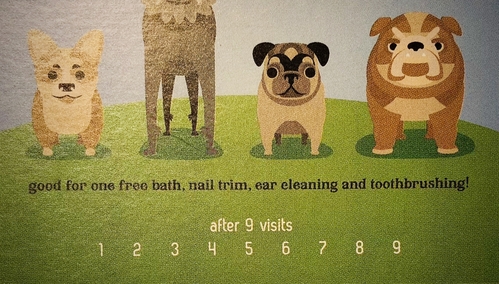 good for one free bath, nail trim, ear cleaning and toothbrushing!
after 9 visits
1 2 3 4 5 6 7 8 9